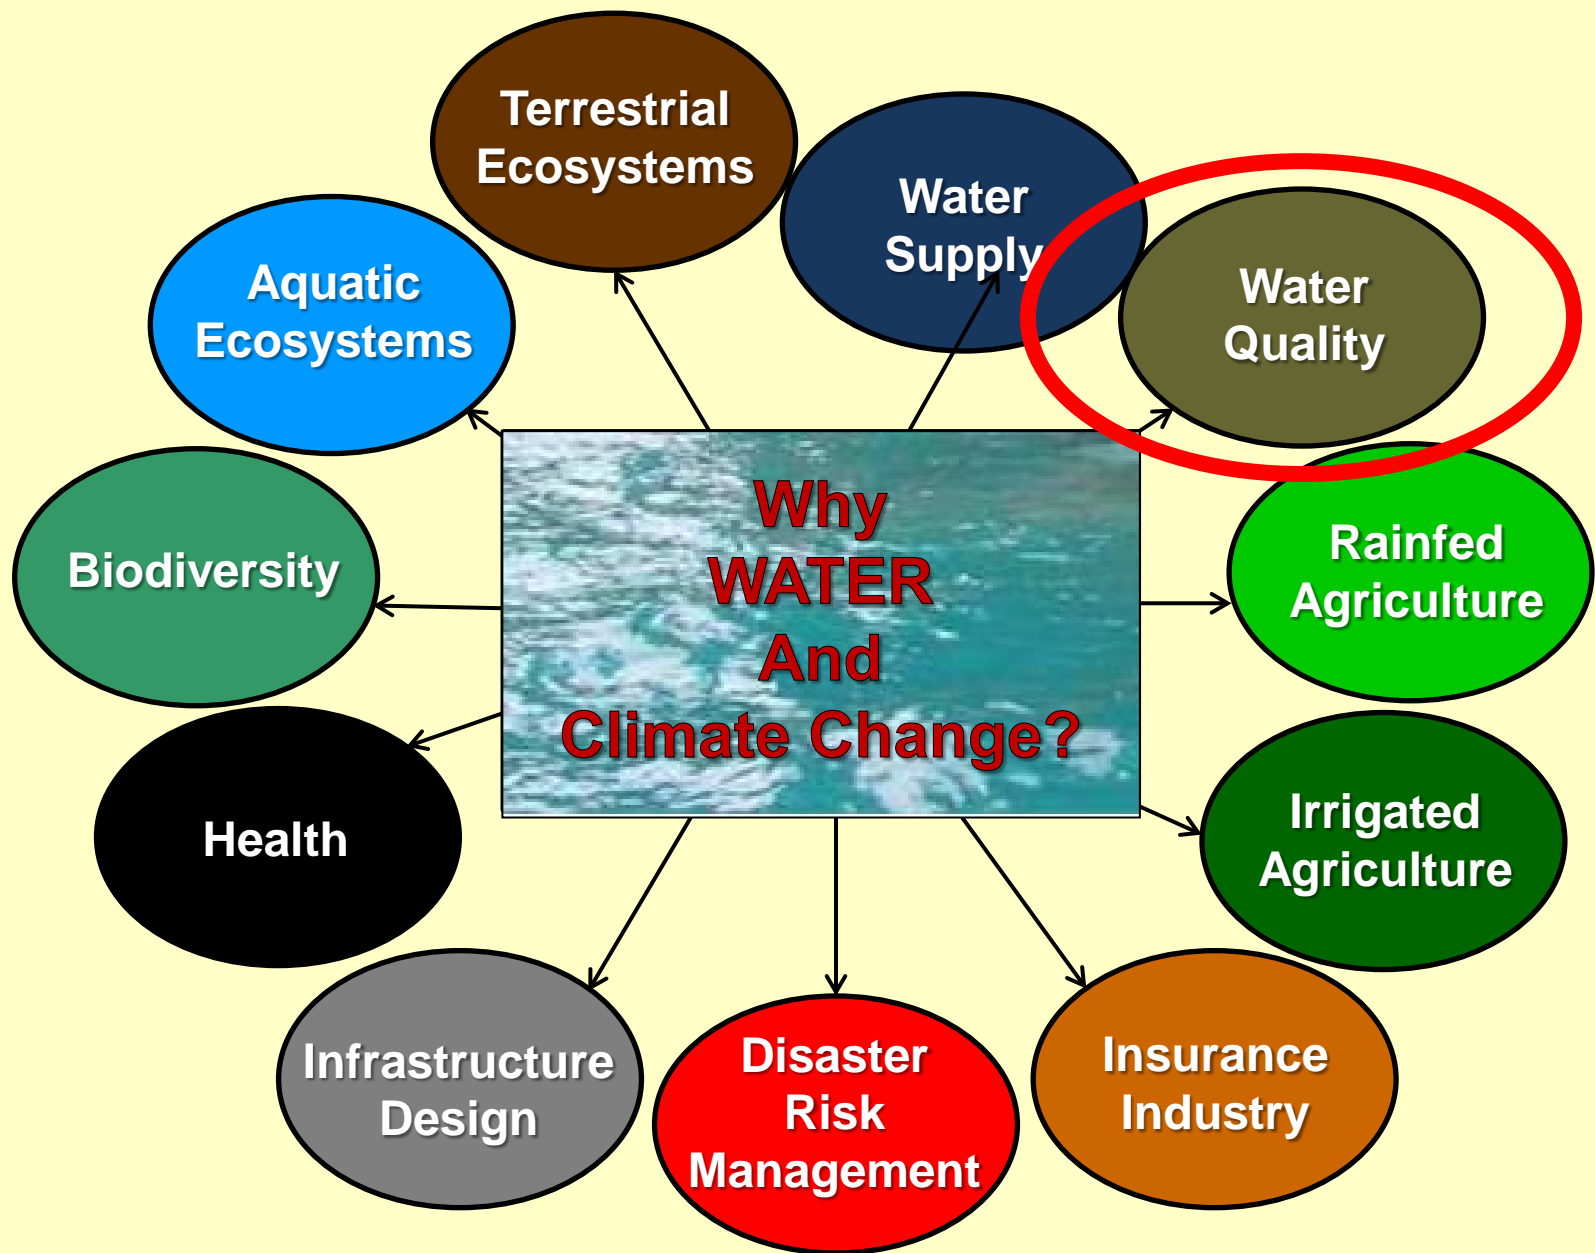 Terrestrial
Ecosystems
Water
Supply
Water
Quality
Aquatic
Ecosystems
Why
WATER
And
Climate Change?
Biodiversity
Rainfed
Agriculture
Health
Irrigated
Agriculture
Infrastructure
Design
Disaster
Risk
Management
Insurance
Industry